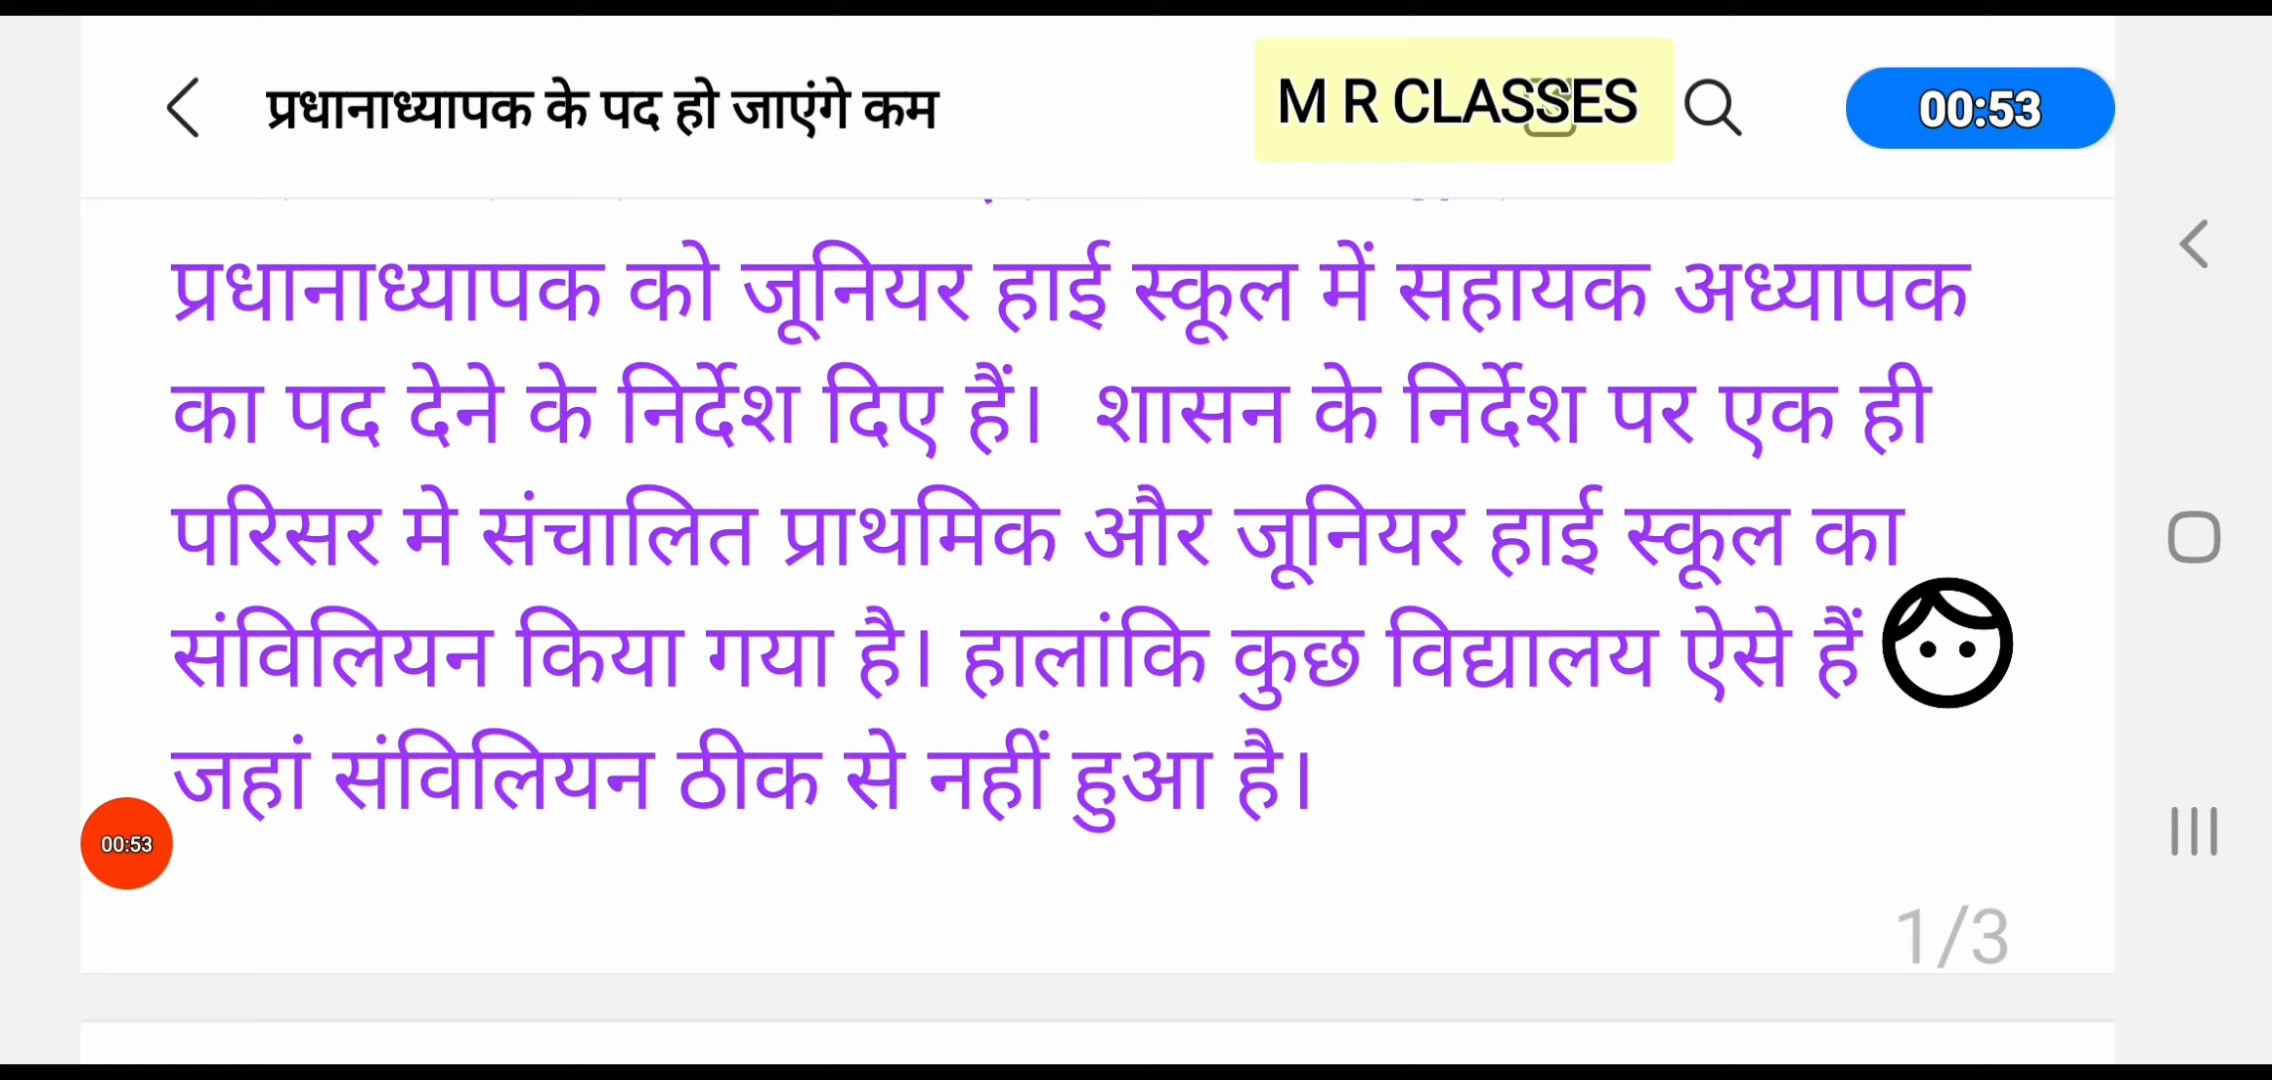 प्रधानाध्यापक के पद हो जाएंगे कम
M R CLASSES
00:53
प्रधानाध्यापक को जूनियर हाई स्कूल में सहायक अध्यापक
का पद देने के निर्देश दिए हैं। शासन के निर्देश पर एक ही
परिसर मे संचालित प्राथमिक और जूनियर हाई स्कूल का
संविलियन किया गया है। हालांकि कुछ विद्यालय ऐसे हैं
जहां संविलियन ठीक से नहीं हुआ है।
00:53
1/3